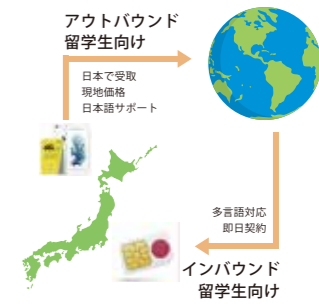 アウトバウンド
留学生向け
日本で受取
現地価格
日本語サポート
多言語対応
即日契約
インバウンド
留学生向け